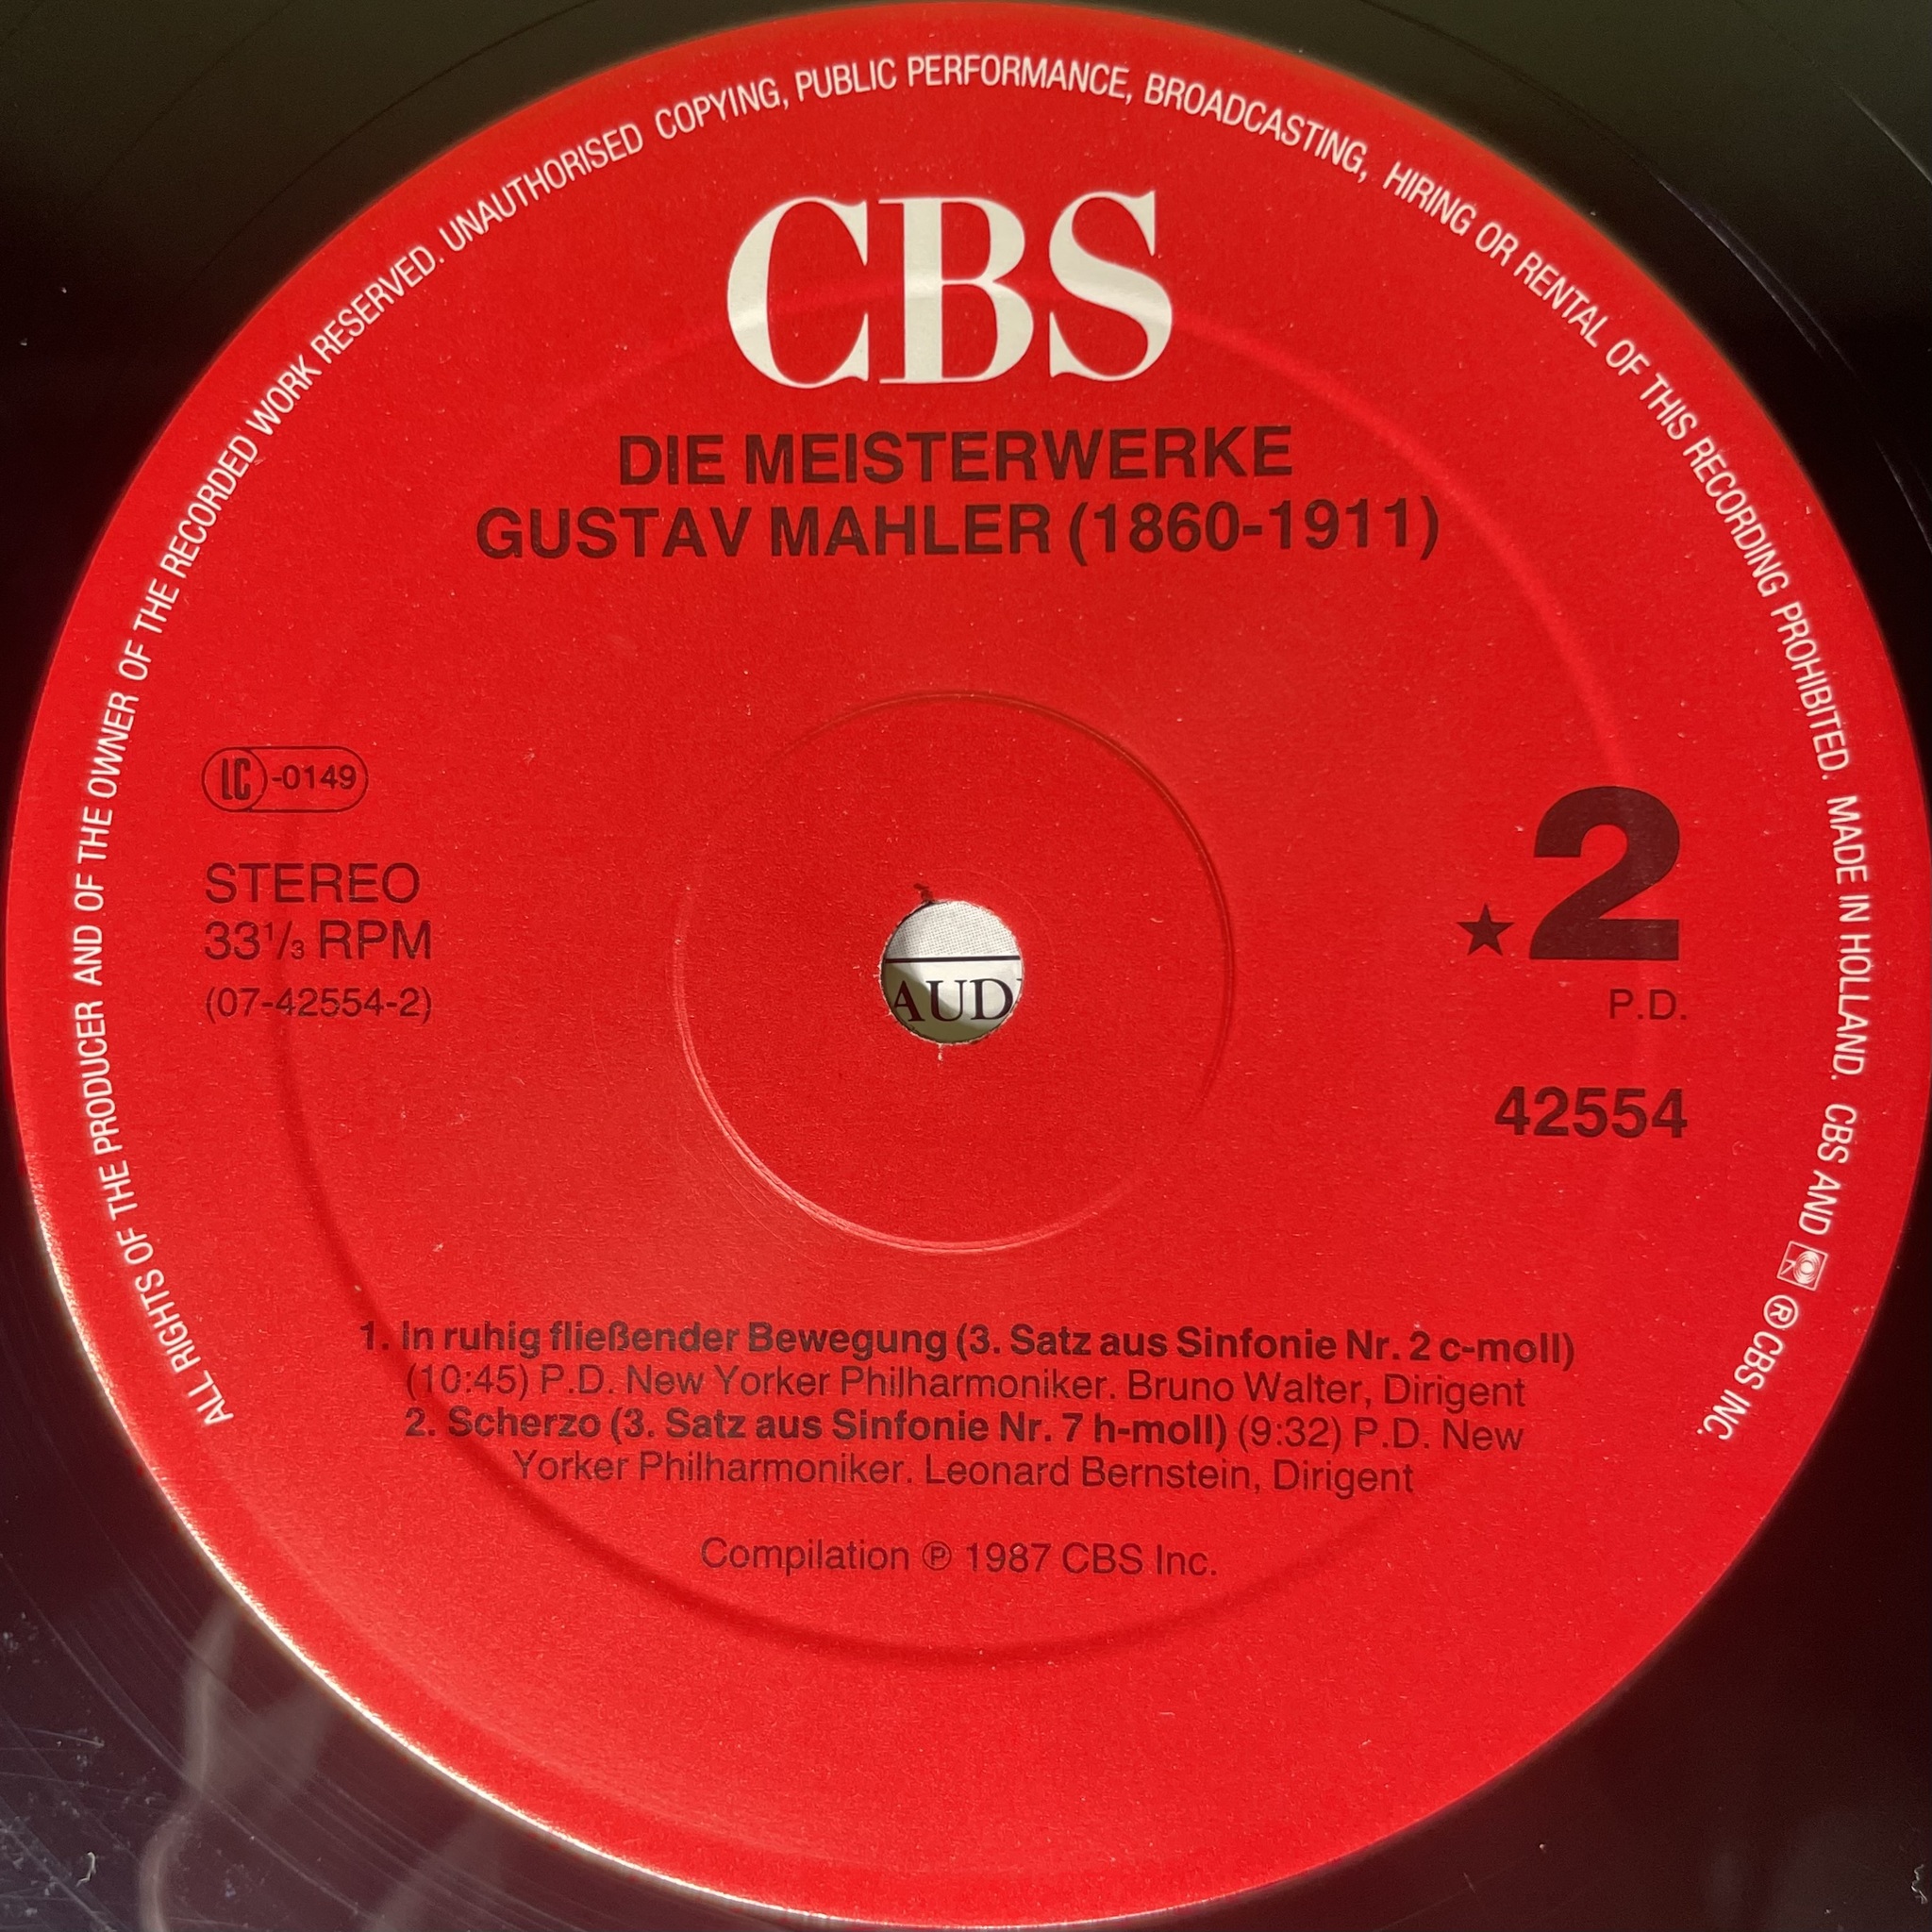 ALL RIGHTS OF THE PRODUCER AND OF THE OWNER OF THE RECORDED WORK RESERVED. UNAUTHORISED COPYING, PUBLIC PERFORMANCE, BROADCASTING, HIRING OR RENTAL OF THIS RECORDING PROHIBITED. MADE IN HOLLAND. CBS AND ® CBS INC.
CBS
DIE MEISTERWERKE
GUSTAV MAHLER (1860-1911)
LC-0149
STEREO
33 1/3 RPM
(07-42554-2)
★2
P.D.
42554
AUD
1. In ruhig fließender Bewegung (3. Satz aus Sinfonie Nr. 2 c-moll)
(10:45) P.D. New Yorker Philharmoniker. Bruno Walter, Dirigent
2. Scherzo (3. Satz aus Sinfonie Nr. 7 h-moll) (9:32) P.D. New
Yorker Philharmoniker. Leonard Bernstein, Dirigent
Compilation ℗ 1987 CBS Inc.